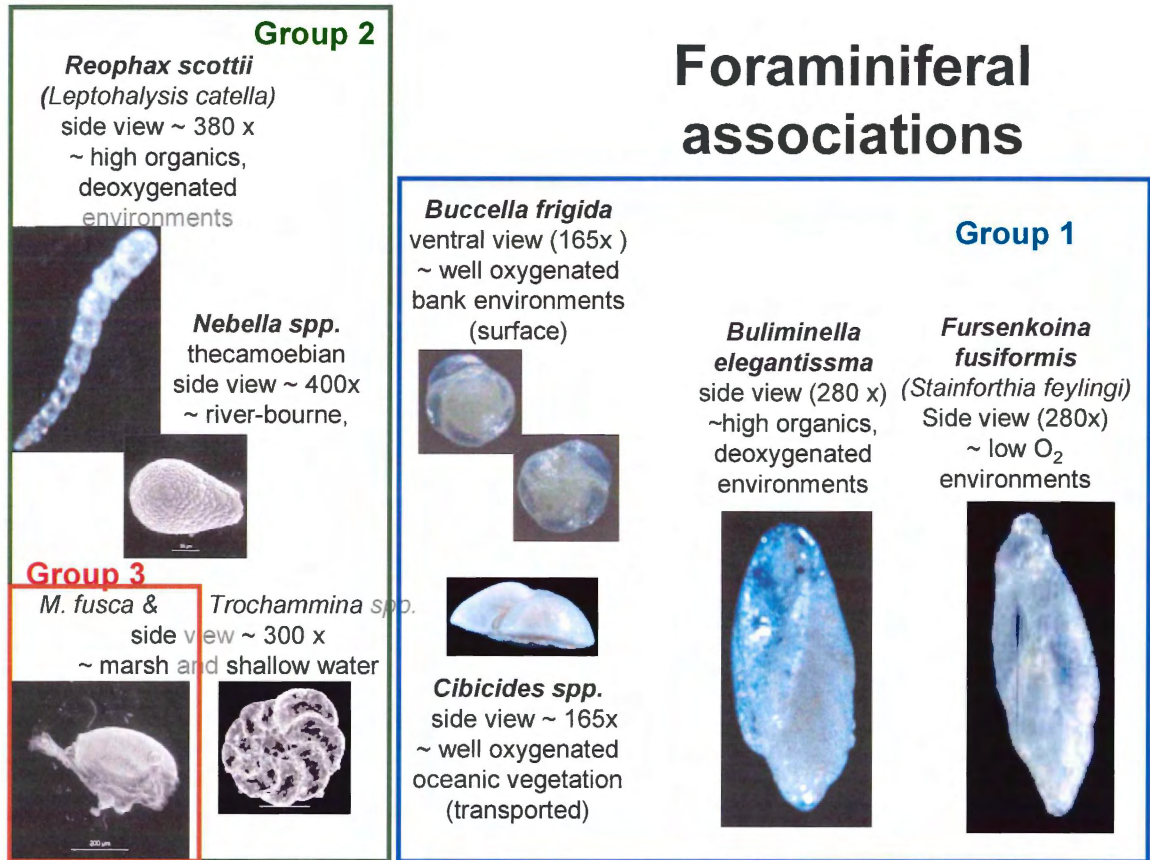 Foraminiferal
associations
Group 2
Reophax scottii
(Leptohalysis catella)
side view ~ 380 x
~ high organics,
deoxygenated
environments
Nebella spp.
thecamoebian
side view ~ 400x
~ river-bourne,
Group 3
M. fusca & Trochammina spp.
side view ~ 300 x
~ marsh and shallow water
200 µm
Group 1
Buccella frigida
ventral view (165x )
~ well oxygenated
bank environments
(surface)
Cibicides spp.
side view ~ 165x
~ well oxygenated
oceanic vegetation
(transported)
Buliminella
elegantissma
side view (280 x)
~high organics,
deoxygenated
environments
Fursenkoina
fusiformis
(Stainforthia feylingi)
Side view (280x)
~ low O₂
environments